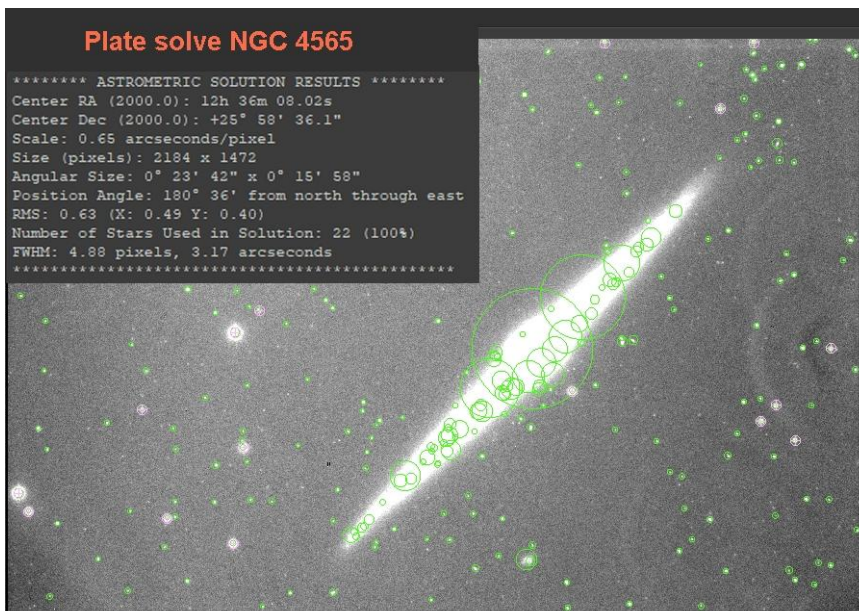 Plate solve NGC 4565
******** ASTROMETRIC SOLUTION RESULTS ********
Center RA (2000.0): 12h 36m 08.02s
Center Dec (2000.0): +25° 58' 36.1"
Scale: 0.65 arcseconds/pixel
Size (pixels): 2184 x 1472
Angular Size: 0° 23' 42" x 0° 15' 58"
Position Angle: 180° 36' from north through east
RMS: 0.63 (X: 0.49 Y: 0.40)
Number of Stars Used in Solution: 22 (100%)
FWHM: 4.88 pixels, 3.17 arcseconds
***********************************************